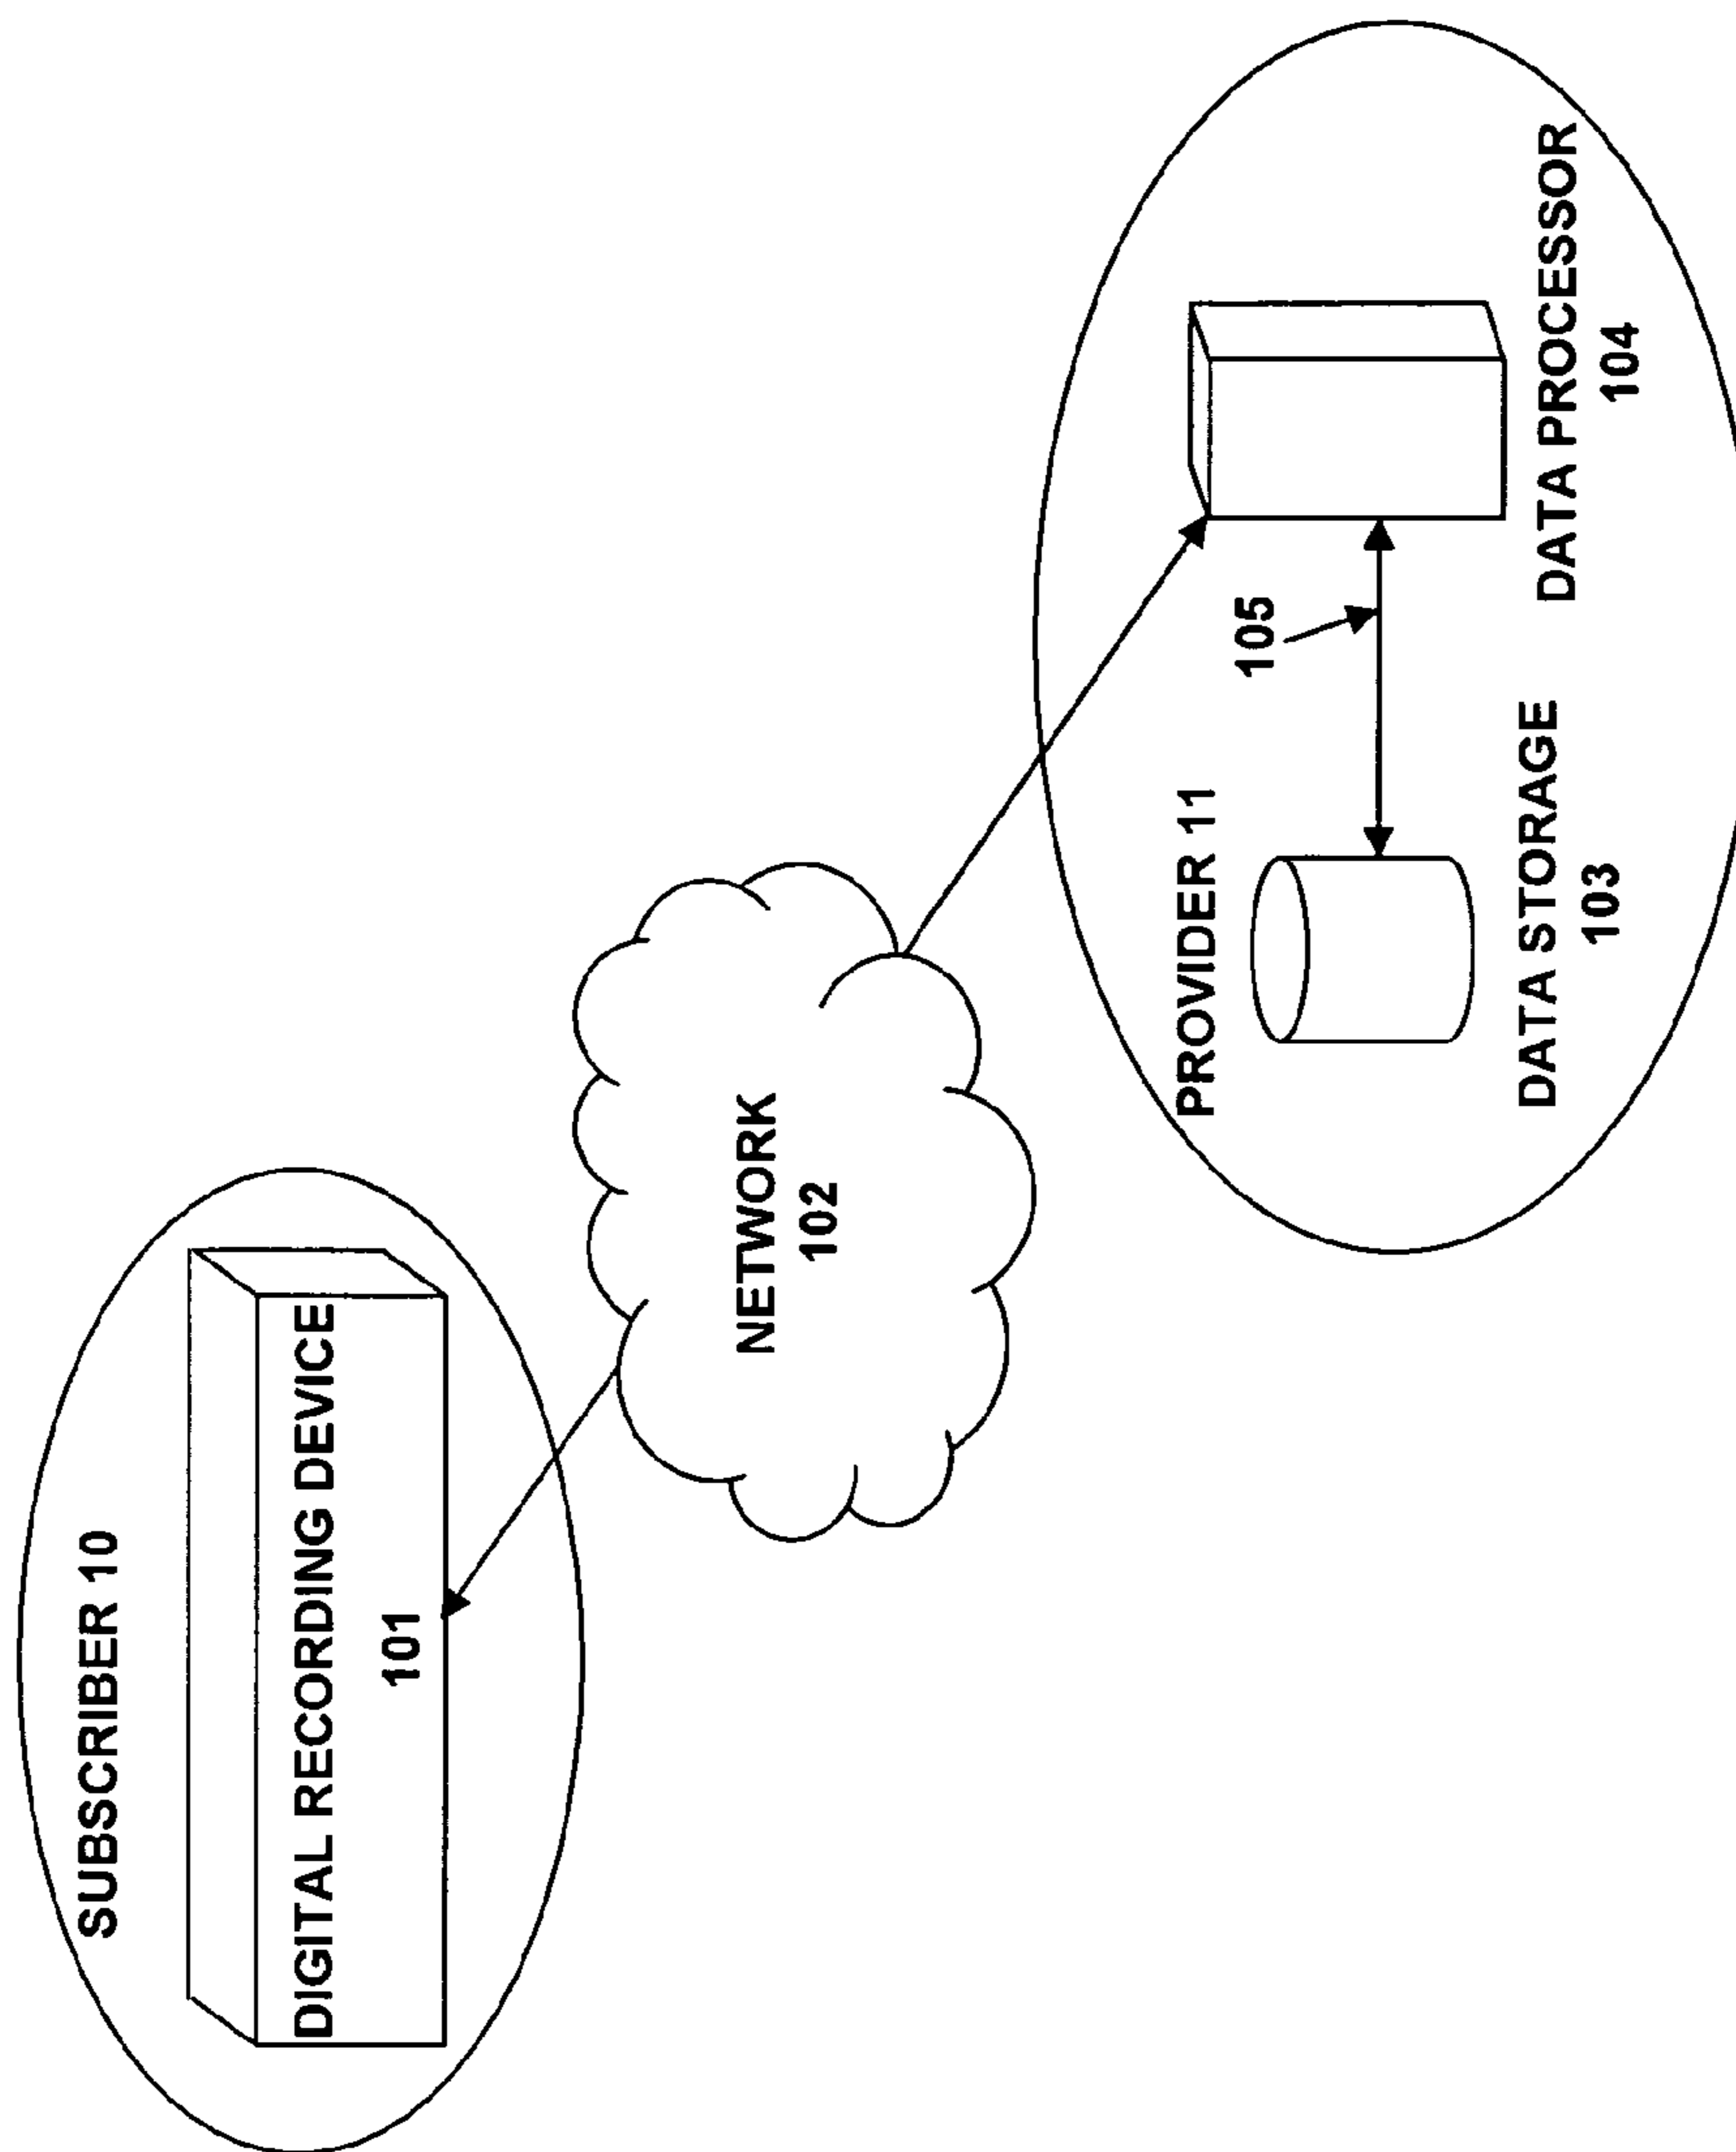 SUBSCRIBER 10
DIGITAL RECORDING DEVICE
101
NETWORK
102
PROVIDER 11
105
DATA STORAGE
103
DATA PROCESSOR
104